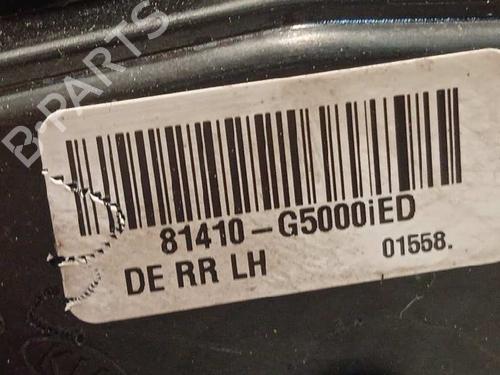 B-PARTS
81410-G5000iED
DE RR LH
01558.